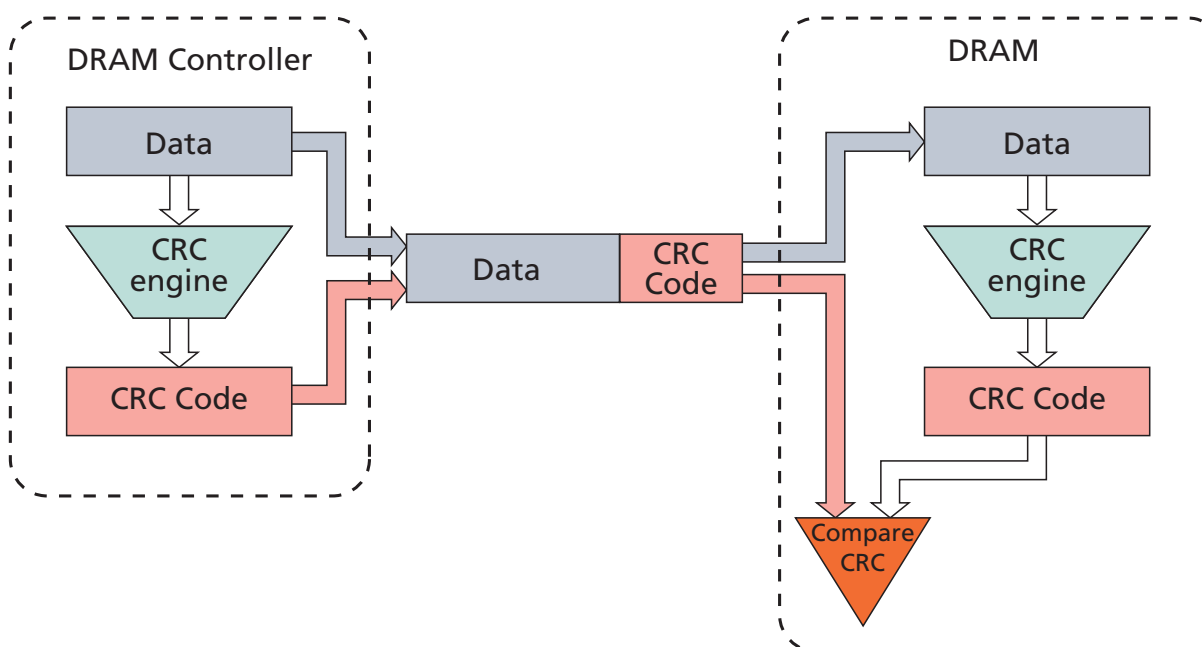 DRAM Controller
Data
CRC
engine
CRC Code
Data
CRC
Code
DRAM
Data
CRC
engine
CRC Code
Compare
CRC